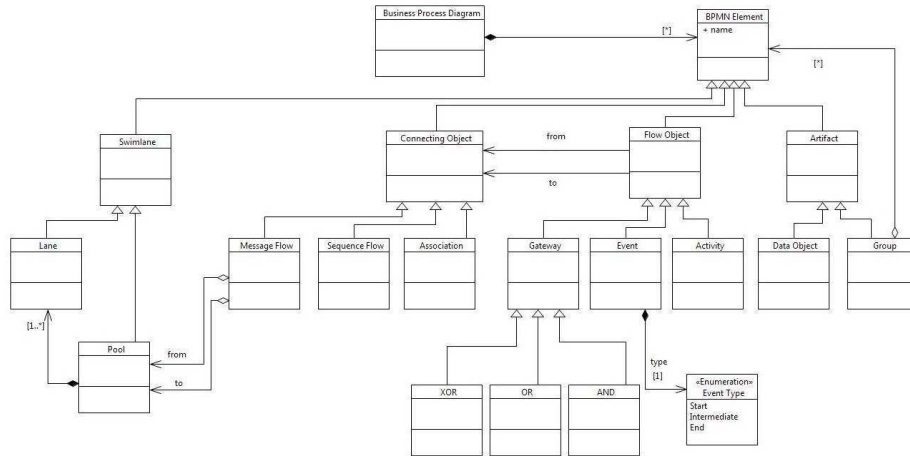 Business Process Diagram
BPMN Element
+ name
[*]
[*]
Swimlane
Connecting Object
from
to
Flow Object
Artifact
Lane
Message Flow
Sequence Flow
Association
Gateway
Event
Activity
Data Object
Group
[1..*]
Pool
from
to
type
[1]
XOR
OR
AND
«Enumeration»
Event Type
Start
Intermediate
End